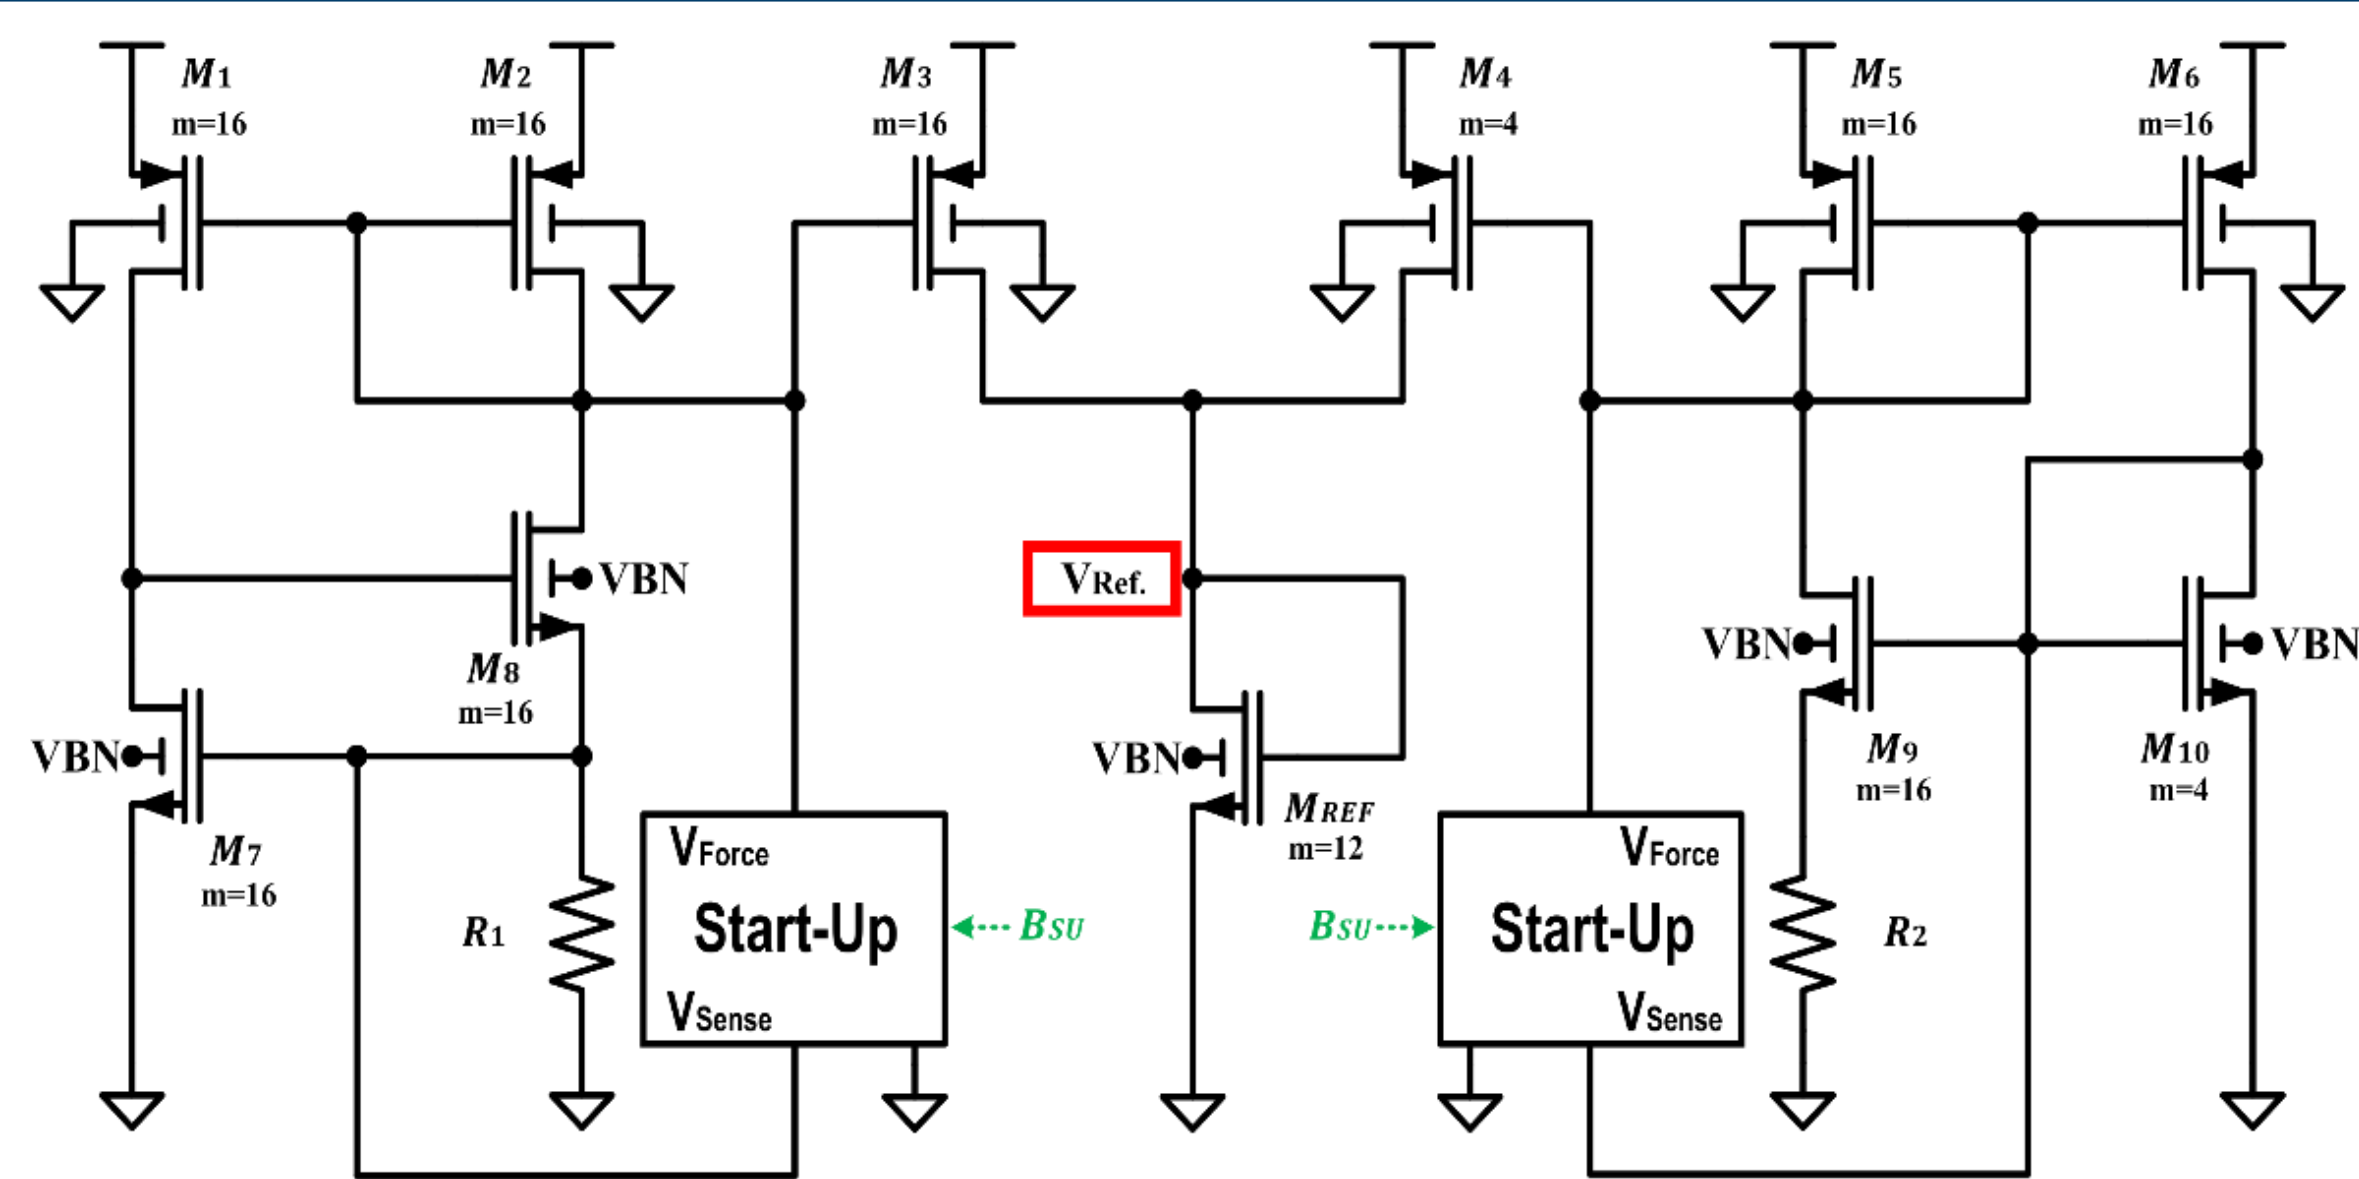 M1
m=16
M2
m=16
M3
m=16
M4
m=4
M5
m=16
M6
m=16
VBN
M8
m=16
VRef.
VBN
VBN
M9
m=16
M10
m=4
VBN
M7
m=16
VBN
MREF
m=12
R1
VForce
Start-Up
VSense
BSU
BSU
VForce
Start-Up
VSense
R2